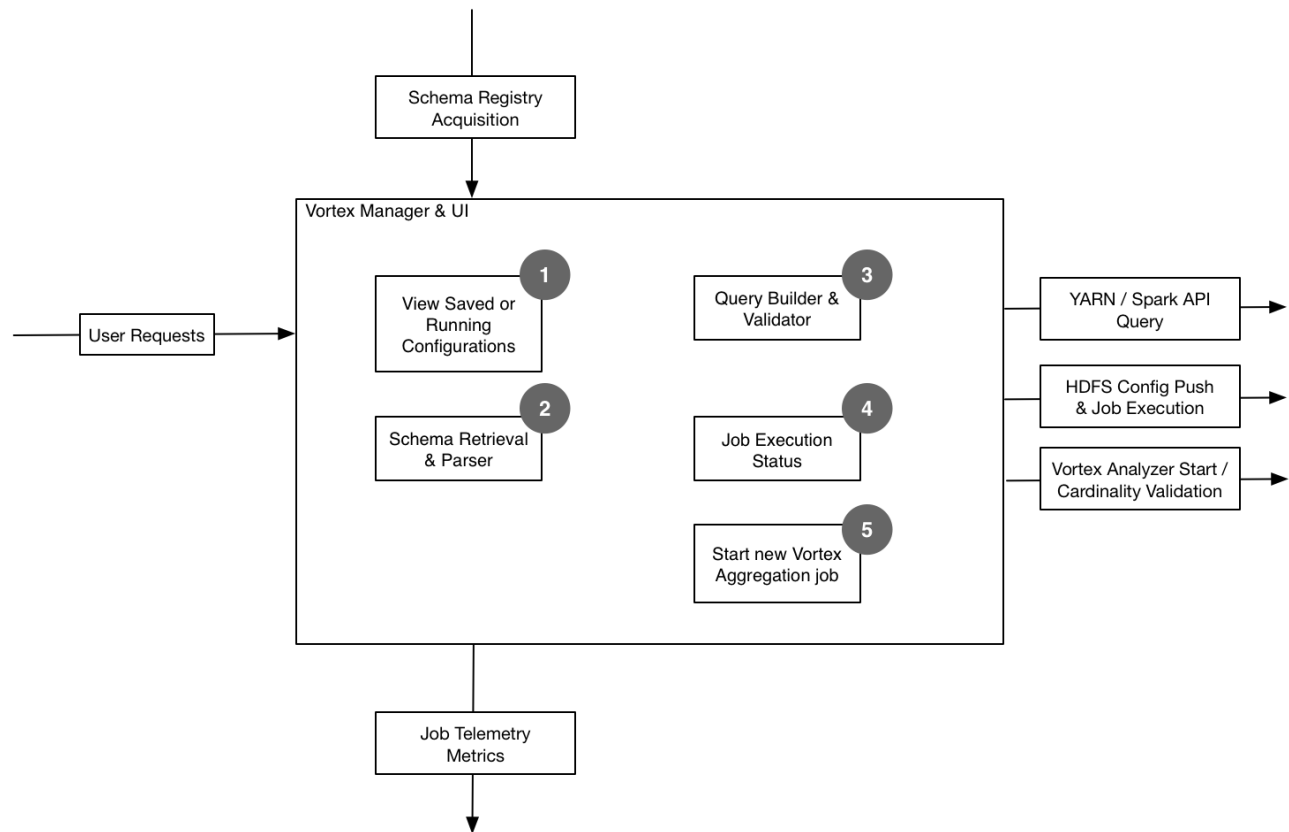 Schema Registry
Acquisition
Vortex Manager & UI
1
View Saved or
Running
Configurations
2
Schema Retrieval
& Parser
3
Query Builder &
Validator
4
Job Execution
Status
5
Start new Vortex
Aggregation job
User Requests
YARN / Spark API
Query
HDFS Config Push
& Job Execution
Vortex Analyzer Start /
Cardinality Validation
Job Telemetry
Metrics